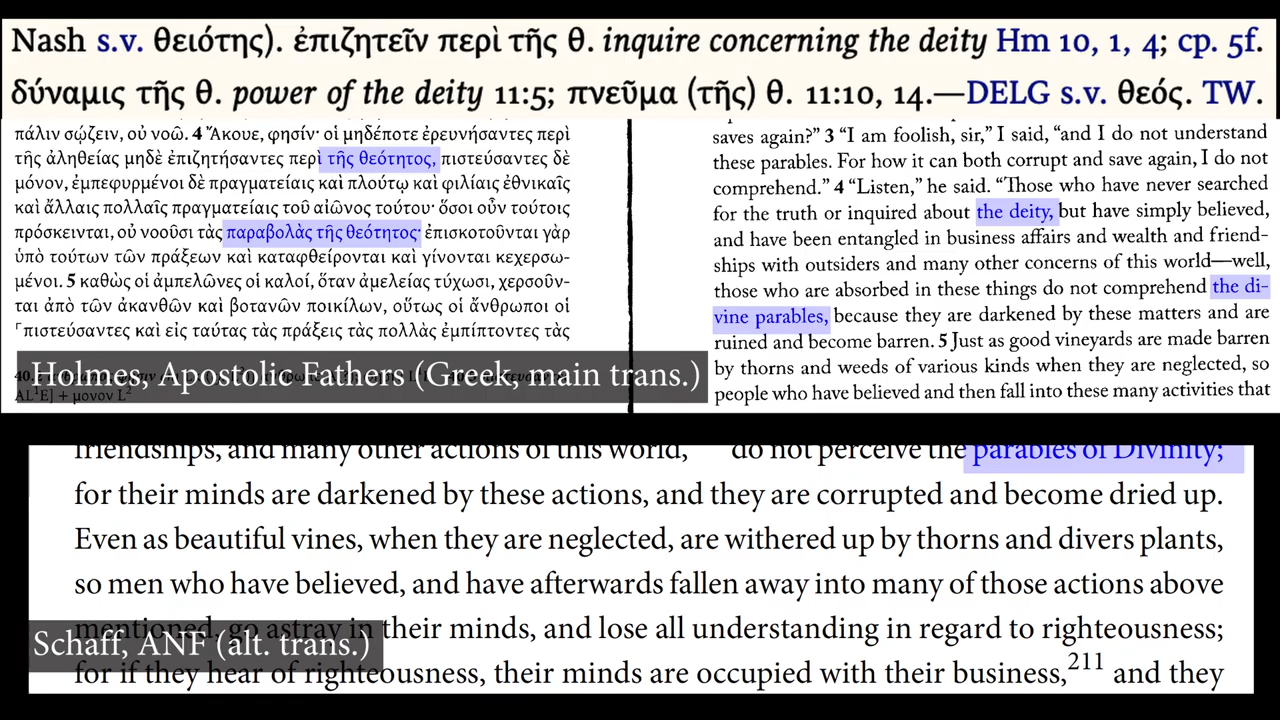 Nash s.v. θειότης). ἐπιζητεῖν περὶ τῆς θ. inquire concerning the deity Hm 10, 1, 4; cp. 5f.
δύναμις τῆς θ. power of the deity 11:5; πνεῦμα (τῆς) θ. 11:10, 14.—DELG s.v. θεός. TW.
πάλιν σῴζειν, οὐ νοῶ. 4 Ἄκουε, φησίν· οἱ μηδέποτε ἐρευνήσαντες περὶ
τῆς ἀληθείας μηδὲ ἐπιζητήσαντες περὶ τῆς θεότητος, πιστεύσαντες δὲ
μόνον, ἐμπεφυρμένοι δὲ πραγματείαις καὶ πλούτῳ καὶ φιλίαις ἐθνικαῖς
καὶ ἄλλαις πολλαῖς πραγματείαις τοῦ αἰῶνος τούτου· ὅσοι οὖν τούτοις
πρόσκεινται, οὐ νοοῦσι τὰς παραβολὰς τῆς θεότητος· ἐπισκοτοῦνται γὰρ
ὑπὸ τούτων τῶν πράξεων καὶ καταφθείρονται καὶ γίνονται κεχερσω-
μένοι. 5 καθὼς οἱ ἀμπελῶνες οἱ καλοί, ὅταν ἀμελείας τύχωσι, χερσοῦν-
ται ἀπὸ τῶν ἀκανθῶν καὶ βοτανῶν ποικίλων, οὕτως οἱ ἄνθρωποι οἱ
⸀πιστεύσαντες καὶ εἰς ταύτας τὰς πράξεις τὰς πολλὰς ἐμπίπτοντες τὰς
Holmes, Apostolic Fathers (Greek, main trans.)
AL¹E] + μονον L²
saves again?" 3 "I am foolish, sir," I said, "and I do not understand
these parables. For how it can both corrupt and save again, I do not
comprehend." 4 "Listen," he said. "Those who have never searched
for the truth or inquired about the deity, but have simply believed,
and have been entangled in business affairs and wealth and friend-
ships with outsiders and many other concerns of this world—well,
those who are absorbed in these things do not comprehend the di-
vine parables, because they are darkened by these matters and are
ruined and become barren. 5 Just as good vineyards are made barren
by thorns and weeds of various kinds when they are neglected, so
people who have believed and then fall into these many activities that
friendships, and many other actions of this world, do not perceive the parables of Divinity;
for their minds are darkened by these actions, and they are corrupted and become dried up.
Even as beautiful vines, when they are neglected, are withered up by thorns and divers plants,
so men who have believed, and have afterwards fallen away into many of those actions above
mentioned, go astray in their minds, and lose all understanding in regard to righteousness;
Schaff, ANF (alt. trans.)
for if they hear of righteousness, their minds are occupied with their business,211 and they